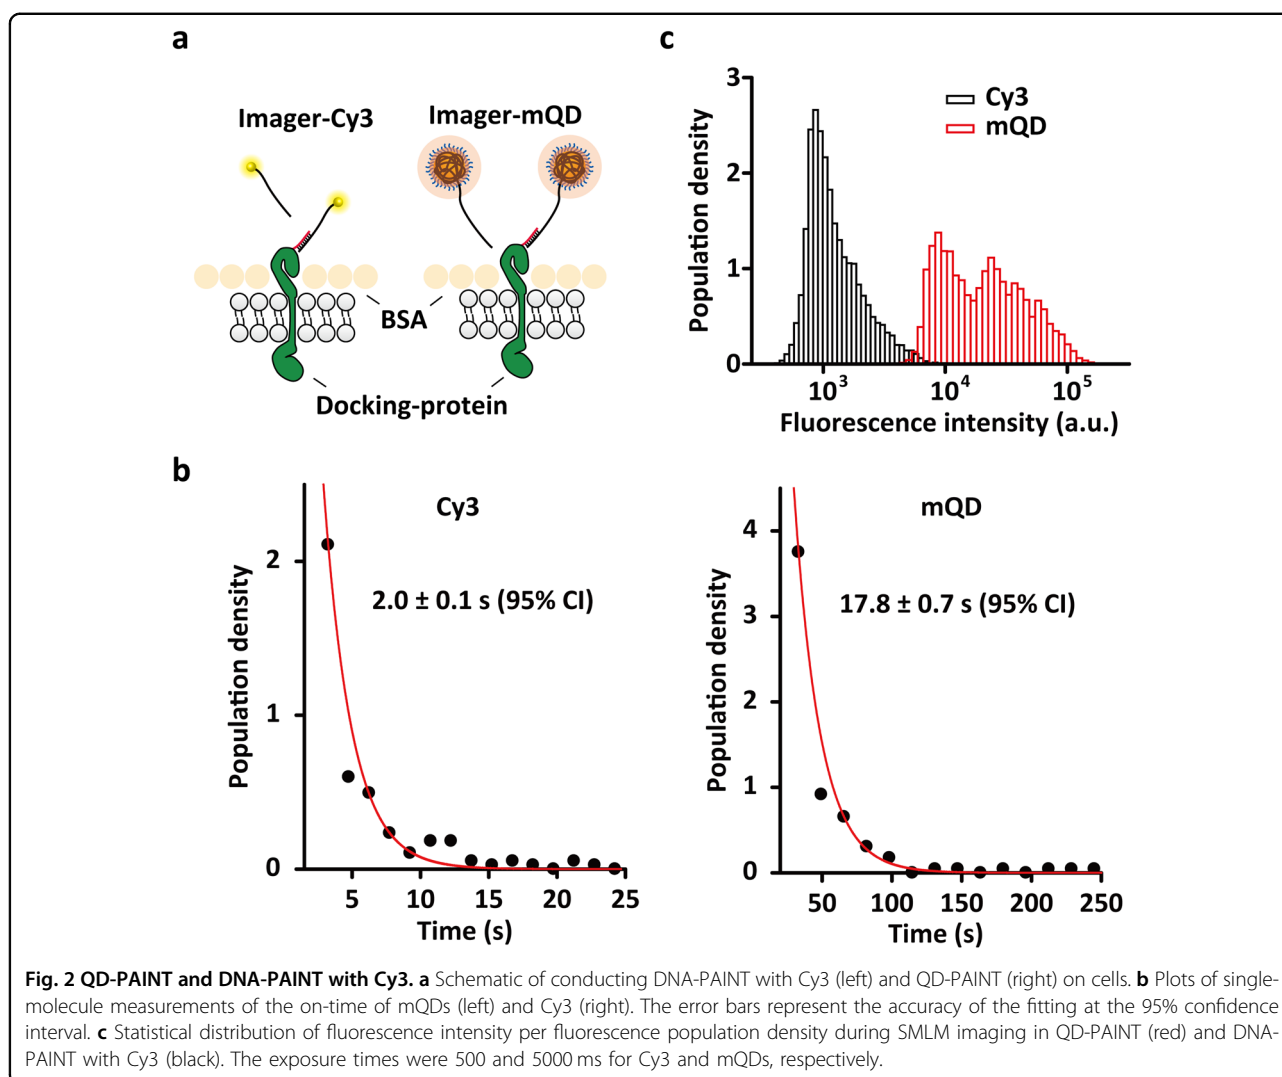 a
Imager-Cy3
Imager-mQD
BSA
Docking-protein
c
3
2
1
0
Population density
Cy3
mQD
10³ 10⁴ 10⁵
Fluorescence intensity (a.u.)
b
Cy3
2.0 ± 0.1 s (95% CI)
2
1
0
Population density
5 10 15 20 25
Time (s)
mQD
17.8 ± 0.7 s (95% CI)
4
3
2
1
0
Population density
50 100 150 200 250
Time (s)
Fig. 2 QD-PAINT and DNA-PAINT with Cy3. a Schematic of conducting DNA-PAINT with Cy3 (left) and QD-PAINT (right) on cells. b Plots of single-
molecule measurements of the on-time of mQDs (left) and Cy3 (right). The error bars represent the accuracy of the fitting at the 95% confidence
interval. c Statistical distribution of fluorescence intensity per fluorescence population density during SMLM imaging in QD-PAINT (red) and DNA-
PAINT with Cy3 (black). The exposure times were 500 and 5000 ms for Cy3 and mQDs, respectively.